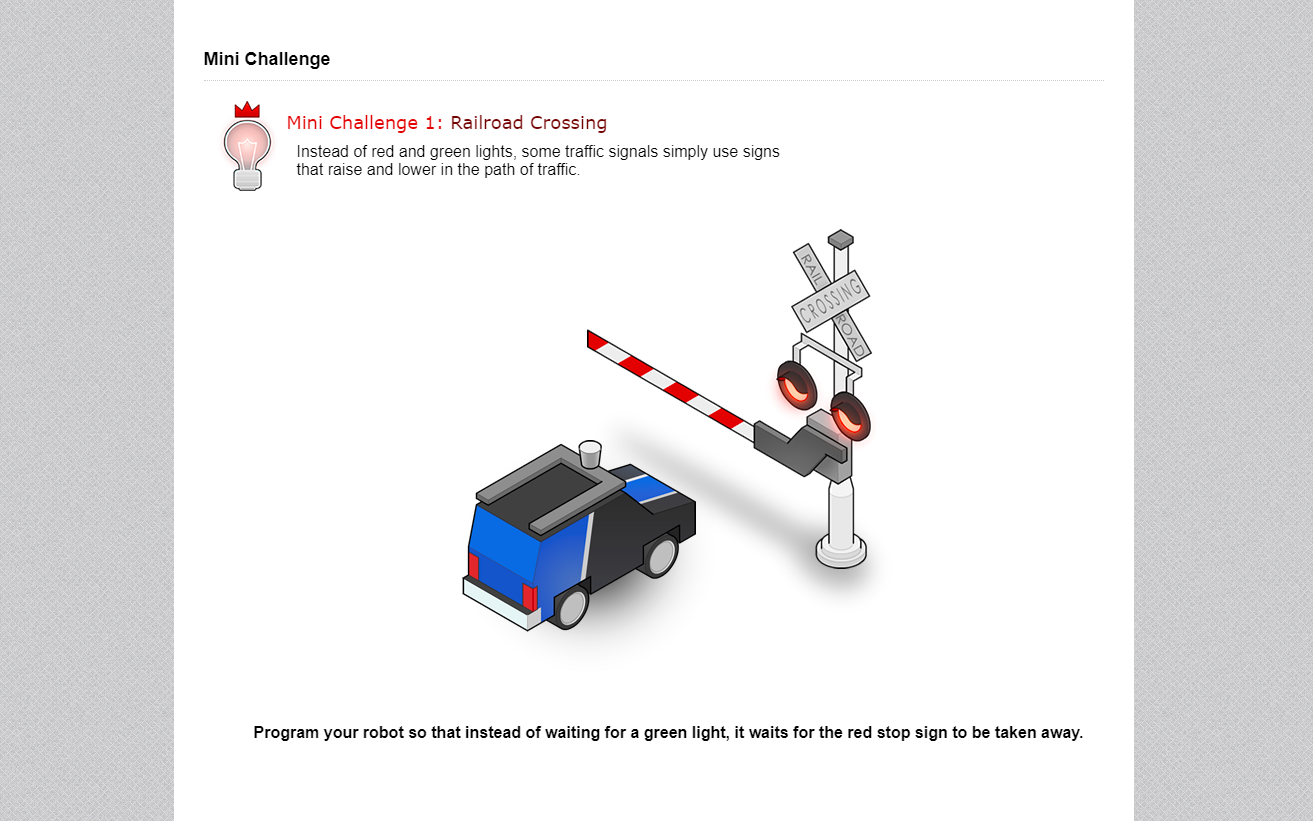 Mini Challenge
Mini Challenge 1: Railroad Crossing
Instead of red and green lights, some traffic signals simply use signs
that raise and lower in the path of traffic.
RAIL
CROSSING
ROAD
Program your robot so that instead of waiting for a green light, it waits for the red stop sign to be taken away.